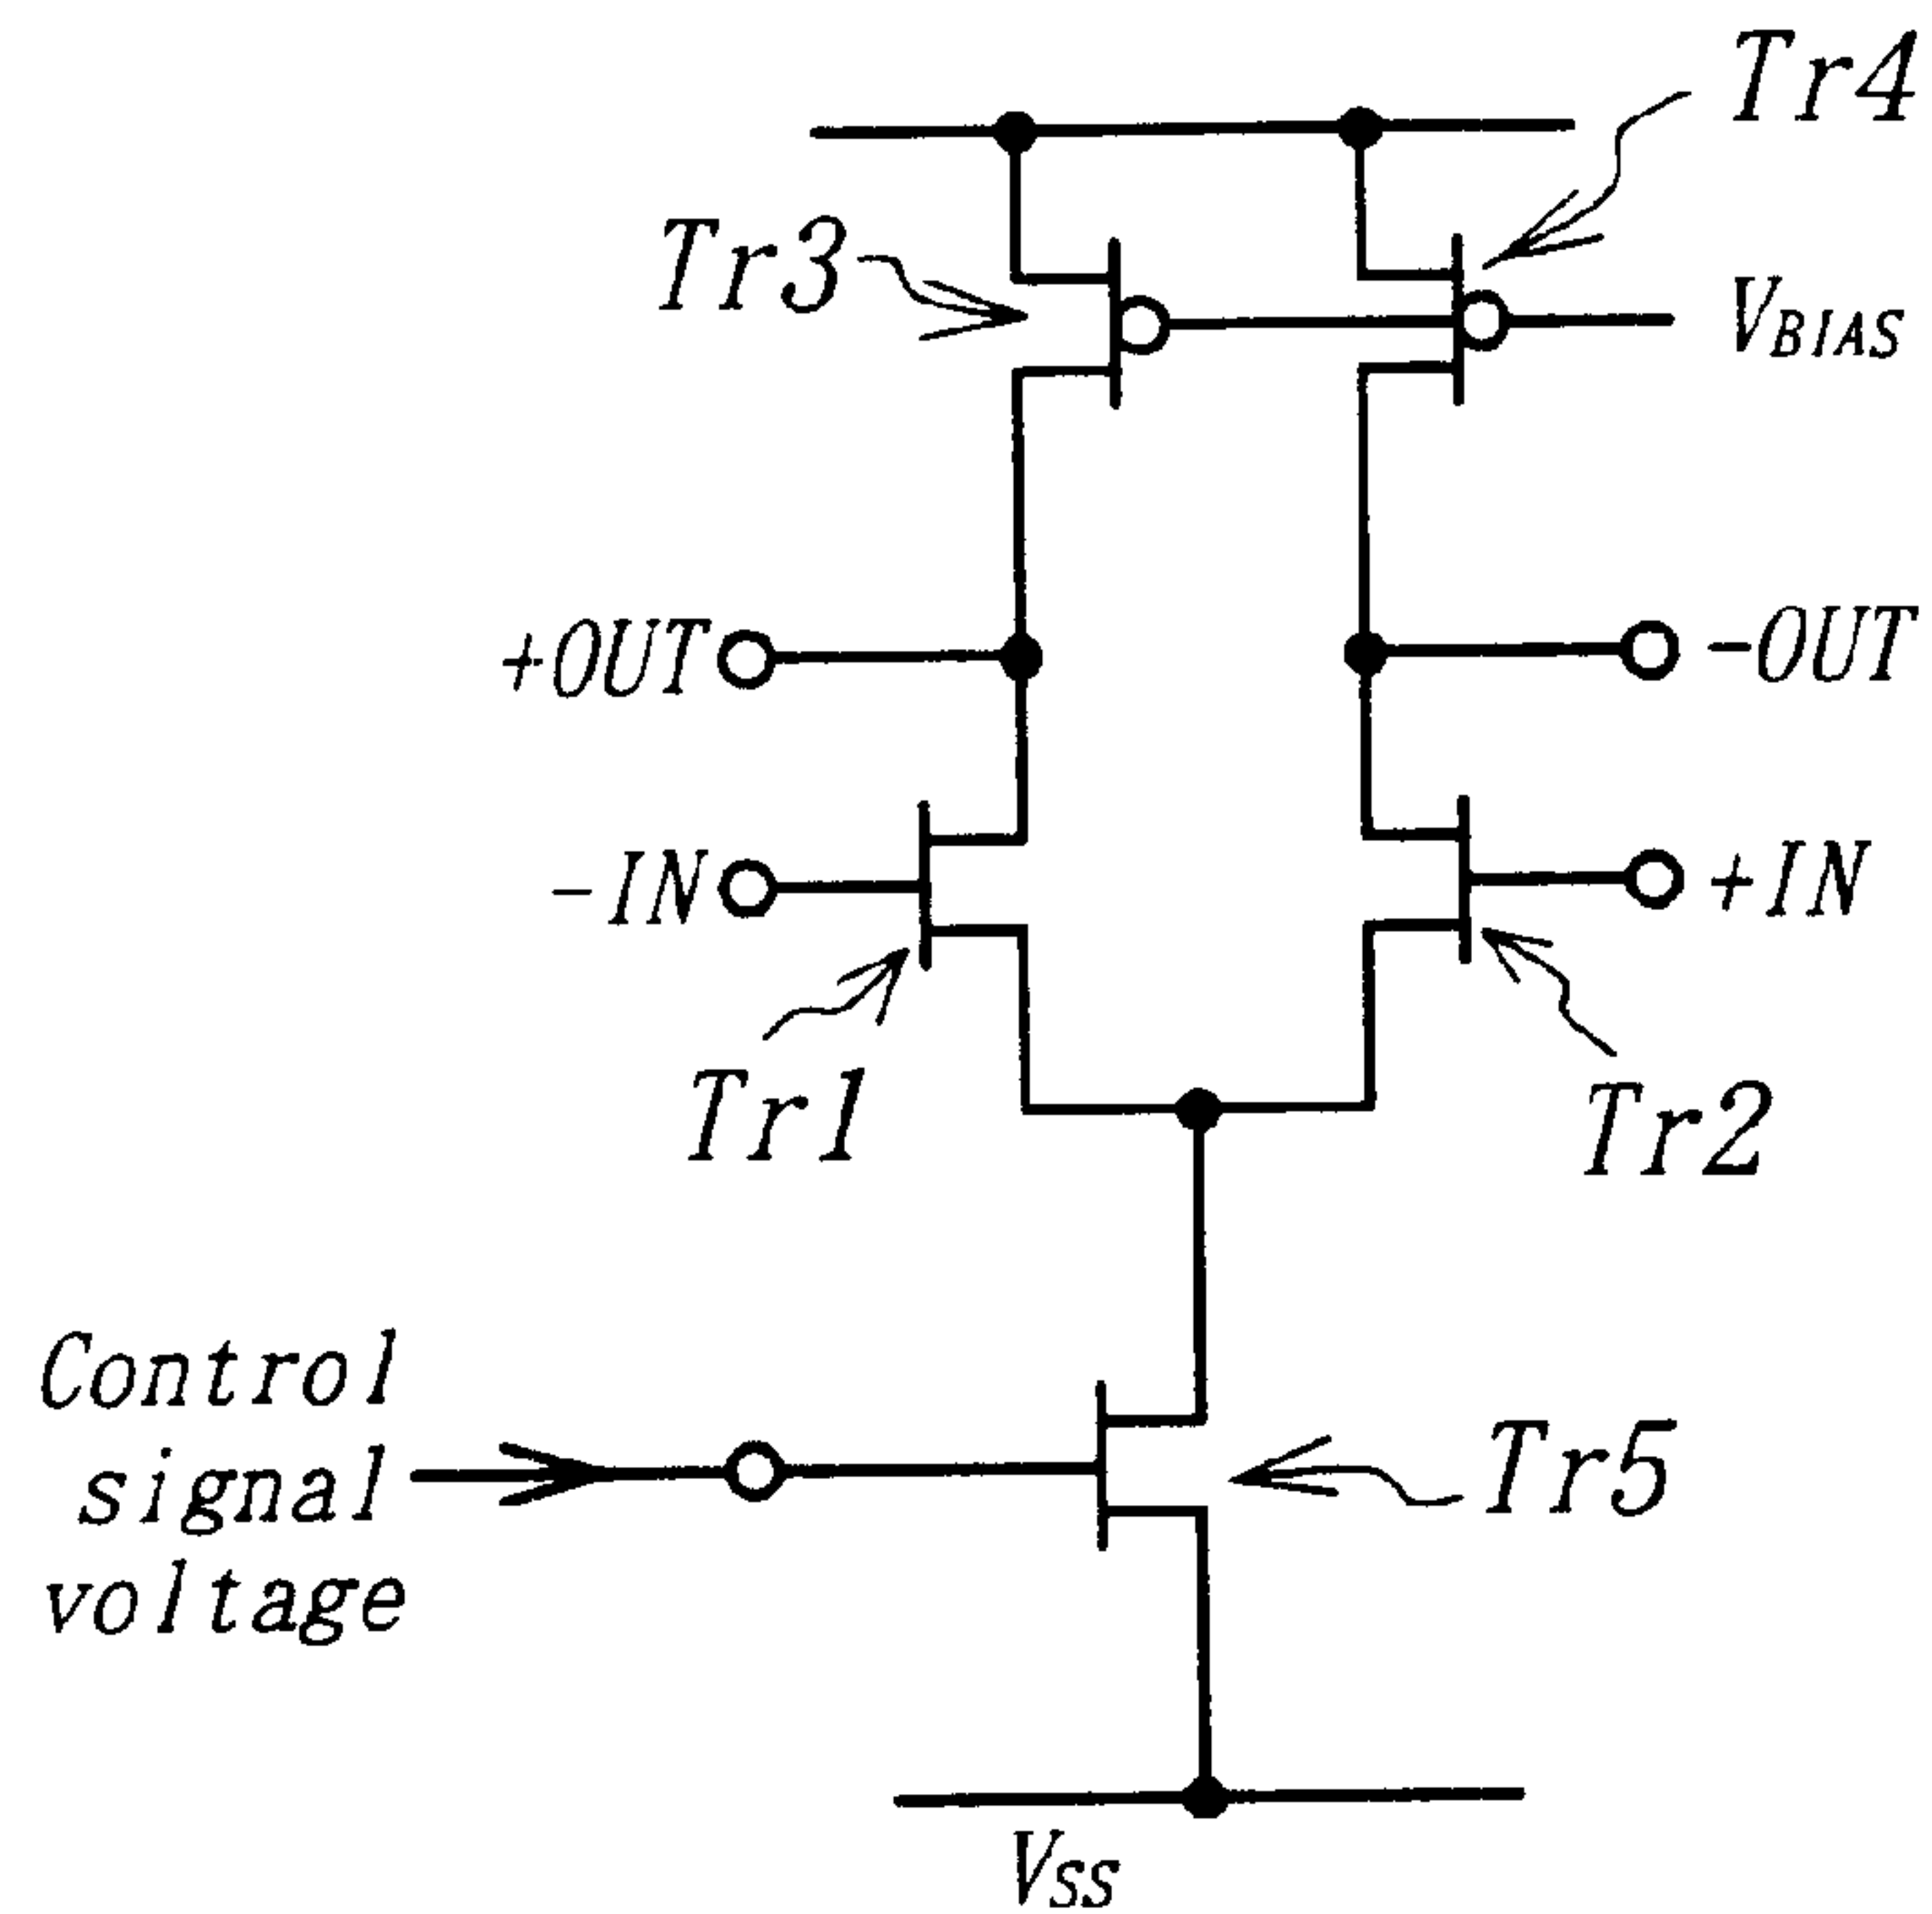 Tr4
Tr3
VBIAS
+OUT
-OUT
-IN
+IN
Tr1
Tr2
Control
signal
voltage
Tr5
VSS